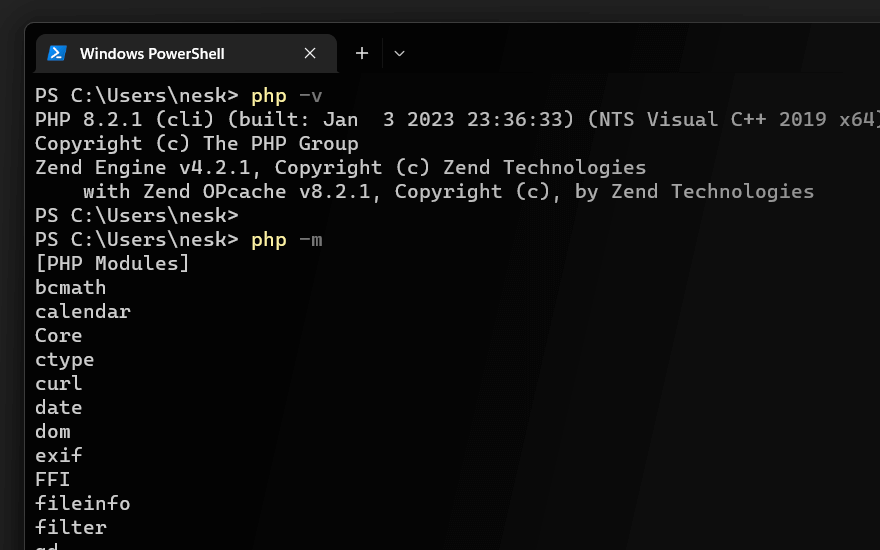 Windows PowerShell
PS C:\Users\nesk> php -v
PHP 8.2.1 (cli) (built: Jan  3 2023 23:36:33) (NTS Visual C++ 2019 x64)
Copyright (c) The PHP Group
Zend Engine v4.2.1, Copyright (c) Zend Technologies
    with Zend OPcache v8.2.1, Copyright (c), by Zend Technologies
PS C:\Users\nesk>
PS C:\Users\nesk> php -m
[PHP Modules]
bcmath
calendar
Core
ctype
curl
date
dom
exif
FFI
fileinfo
filter